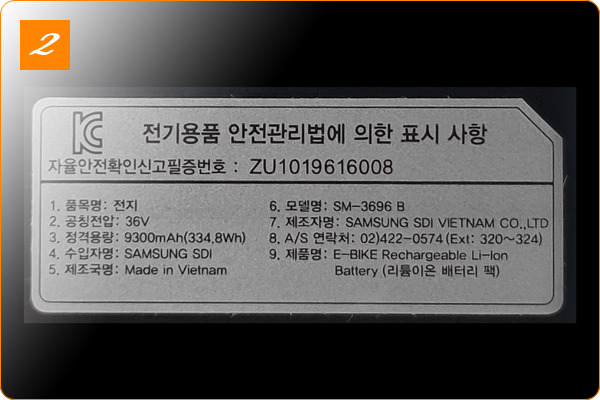 2
KC
전기용품 안전관리법에 의한 표시 사항
자율안전확인신고필증번호 : ZU1019616008
1. 품목명: 전지
2. 공칭전압: 36V
3. 정격용량: 9300mAh(334.8Wh)
4. 수입자명: SAMSUNG SDI
5. 제조국명: Made in Vietnam
6. 모델명: SM-3696 B
7. 제조자명: SAMSUNG SDI VIETNAM CO.,LTD
8. A/S 연락처: 02)422-0574(Ext: 320~324)
9. 제품명: E-BIKE Rechargeable Li-Ion
Battery (리튬이온 배터리 팩)